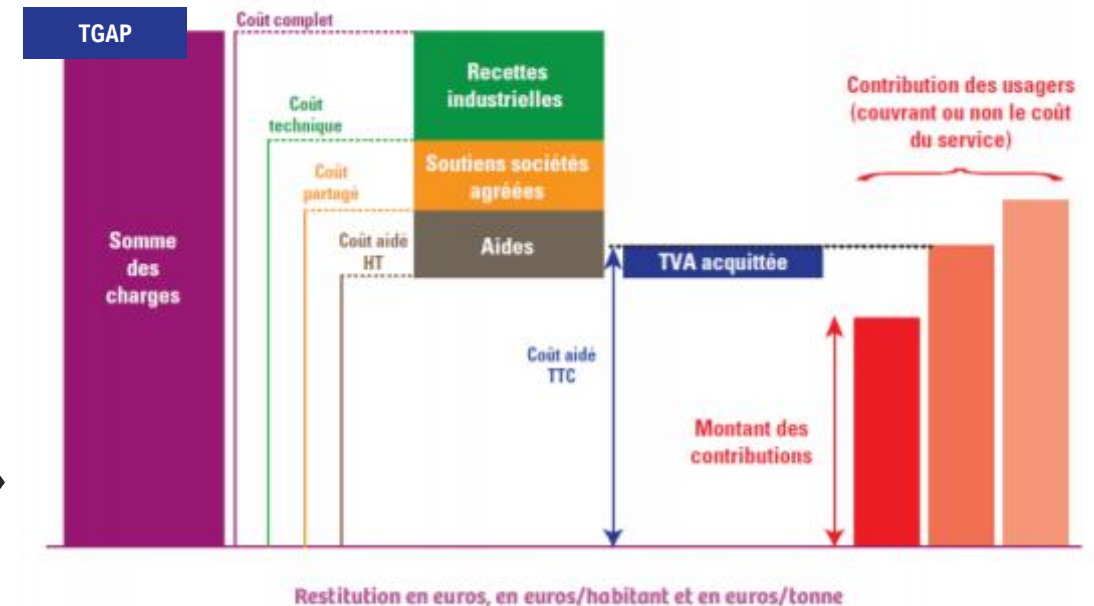 TGAP
Coût complet
Recettes
industrielles
Coût
technique
Soutiens sociétés
agréées
Coût
partagé
Aides
Coût aidé
HT
Somme
des
charges
TVA acquittée
Coût aidé
TTC
Contribution des usagers
(couvrant ou non le coût
du service)
Montant des
contributions
Restitution en euros, en euros/habitant et en euros/tonne